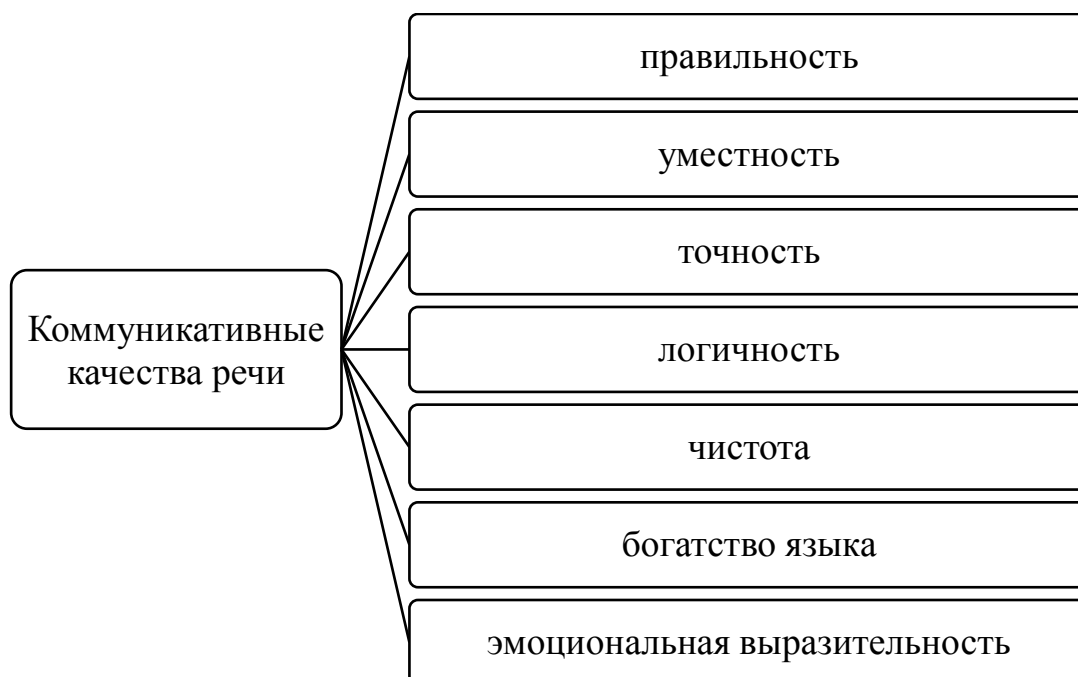 правильность
уместность
точность
Коммуникативные
качества речи
логичность
чистота
богатство языка
эмоциональная выразительность